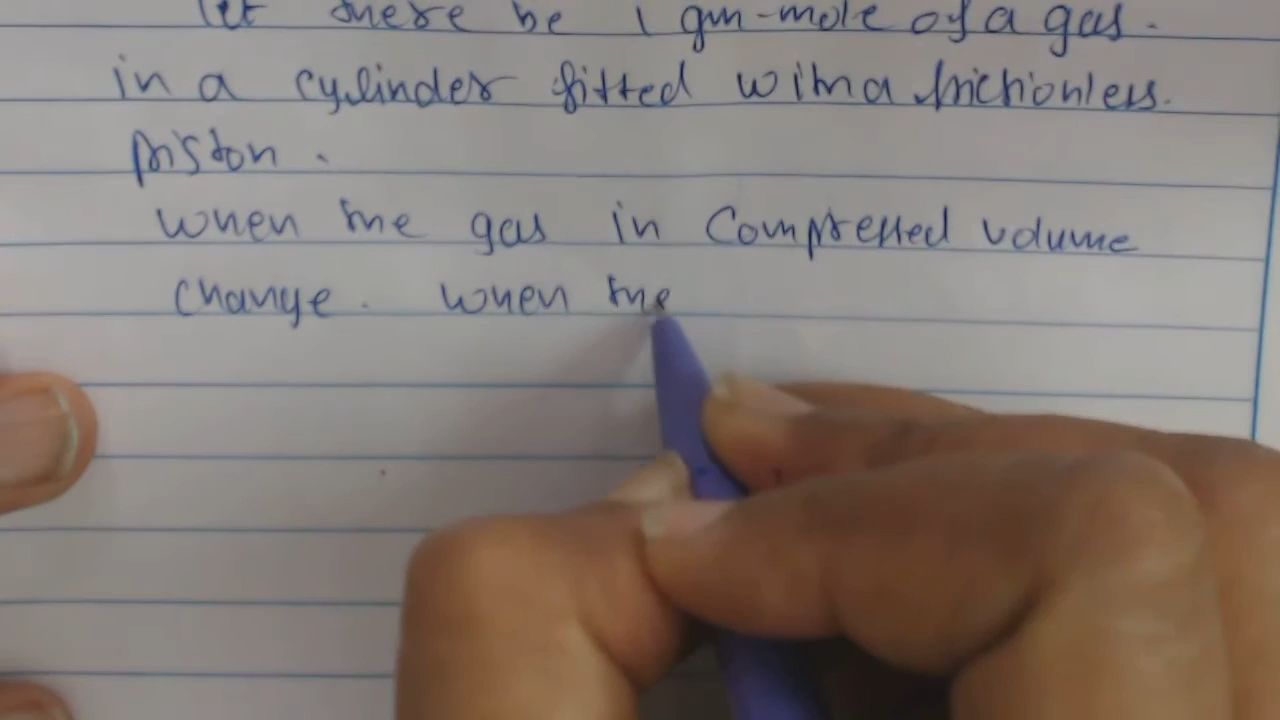 let there be 1 gm-mole of a gas.
in a cylinder fitted with a frictionless.
piston.
when the gas in compressed volume
change. when the